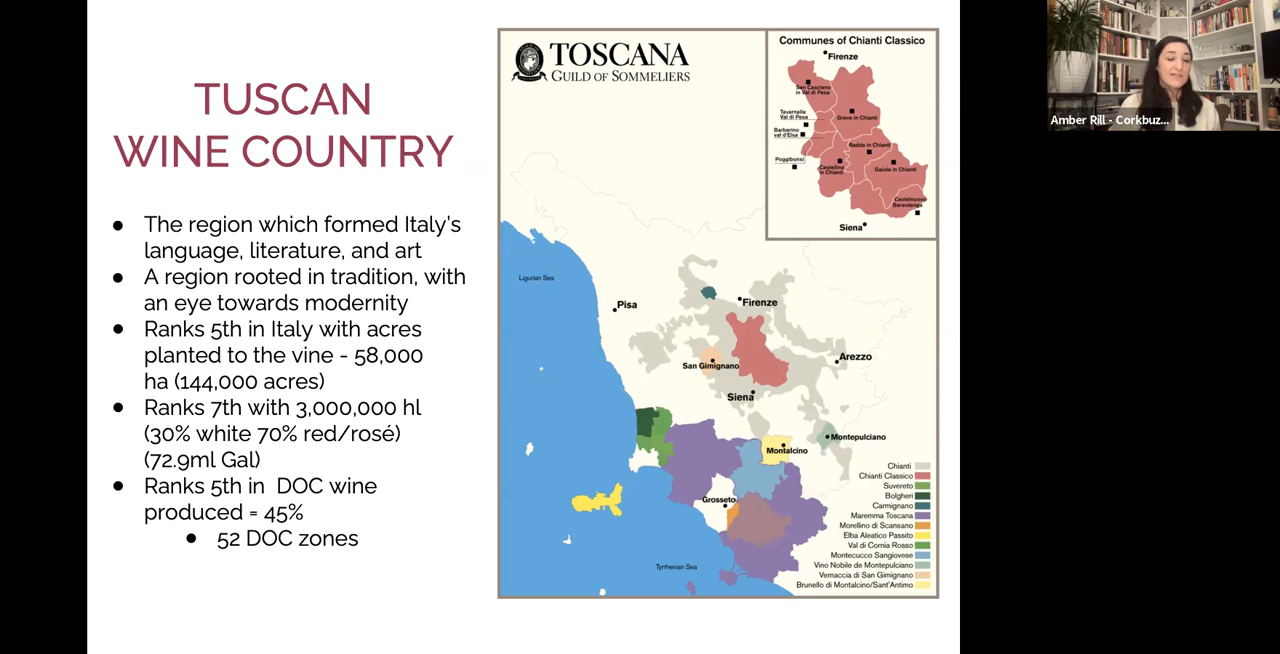 TUSCAN
WINE COUNTRY
● The region which formed Italy's
language, literature, and art
● A region rooted in tradition, with
an eye towards modernity
● Ranks 5th in Italy with acres
planted to the vine - 58,000
ha (144,000 acres)
● Ranks 7th with 3,000,000 hl
(30% white 70% red/rosé)
(72.9ml Gal)
● Ranks 5th in DOC wine
produced = 45%
● 52 DOC zones
TOSCANA
GUILD OF SOMMELIERS
Communes of Chianti Classico
Firenze
San Casciano
in Val di Pesa
Tavarnelle
Val di Pesa
Greve in Chianti
Barberino
val d'Elsa
Radda in Chianti
Poggibonsi
Castellina
in Chianti
Gaiole in Chianti
Castelnuovo
Berardenga
Siena
Ligurian Sea
Pisa
Firenze
San Gimignano
Arezzo
Siena
Montepulciano
Montalcino
Grosseto
Tyrrhenian Sea
Chianti
Chianti Classico
Suvereto
Bolgheri
Carmignano
Maremma Toscana
Morellino di Scansano
Elba Aleatico Passito
Val di Cornia Rosso
Montecucco Sangiovese
Vino Nobile de Montepulciano
Vernaccia di San Gimignano
Brunello di Montalcino/Sant'Antimo
Amber Rill - Corkbuz...